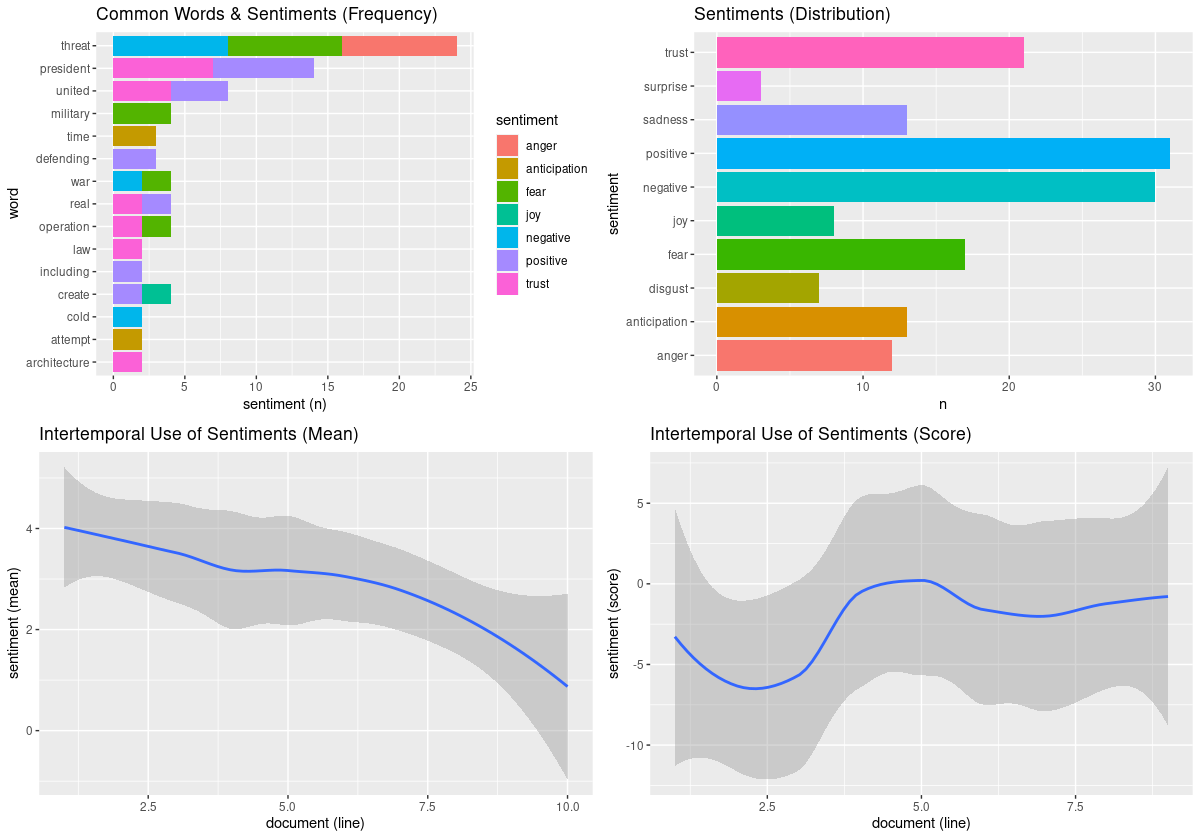 Common Words & Sentiments (Frequency)
word
threat
president
united
military
time
defending
war
real
operation
law
including
create
cold
attempt
architecture
0 5 10 15 20 25
sentiment (n)
sentiment
anger
anticipation
fear
joy
negative
positive
trust
Sentiments (Distribution)
sentiment
trust
surprise
sadness
positive
negative
joy
fear
disgust
anticipation
anger
0 10 20 30
n
Intertemporal Use of Sentiments (Mean)
sentiment (mean)
4
2
0
2.5 5.0 7.5 10.0
document (line)
Intertemporal Use of Sentiments (Score)
sentiment (score)
5
0
-5
-10
2.5 5.0 7.5
document (line)